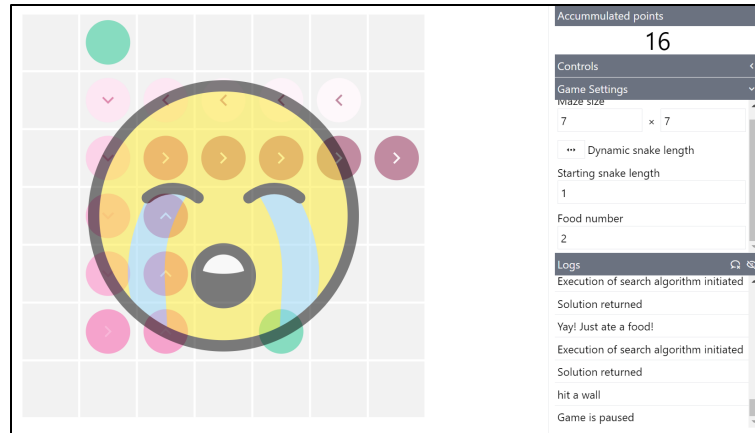 Accummulated points
16
Controls
Game Settings
Maze size
7 × 7
Dynamic snake length
Starting snake length
1
Food number
2
Logs
Execution of search algorithm initiated
Solution returned
Yay! Just ate a food!
Execution of search algorithm initiated
Solution returned
hit a wall
Game is paused